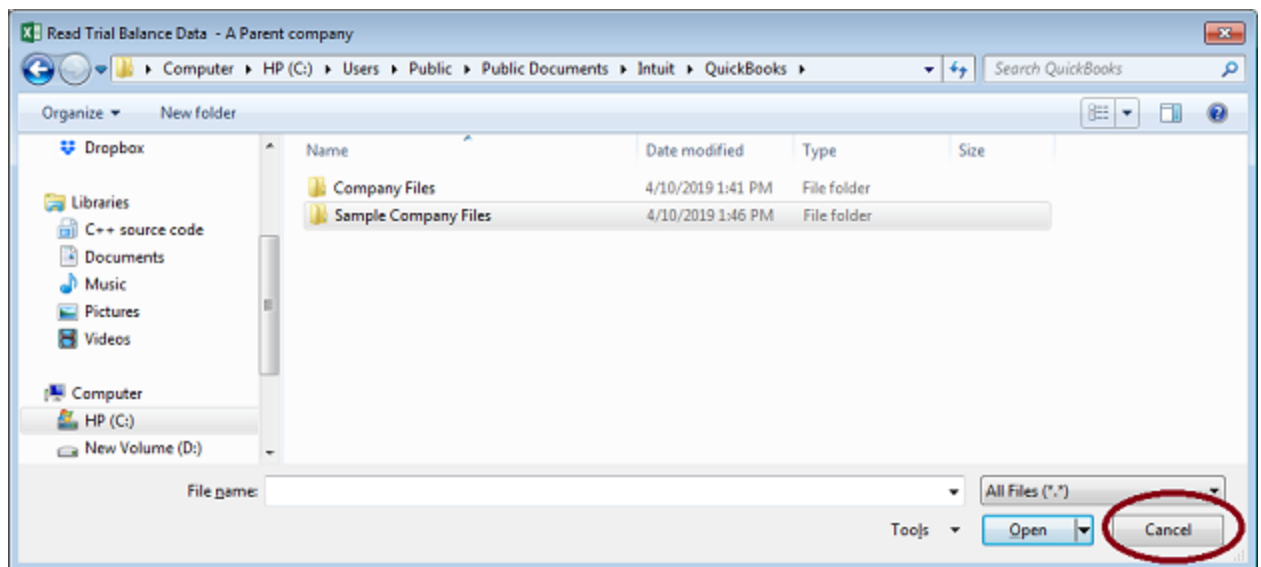 Read Trial Balance Data - A Parent company
Computer HP (C:) Users Public Public Documents Intuit QuickBooks Search QuickBooks
Organize New folder
Dropbox
Libraries
C++ source code
Documents
Music
Pictures
Videos
Computer
HP (C:)
New Volume (D:)
Name Date modified Type Size
Company Files 4/10/2019 1:41 PM File folder
Sample Company Files 4/10/2019 1:46 PM File folder
File name: All Files (*.*)
Tools Open Cancel